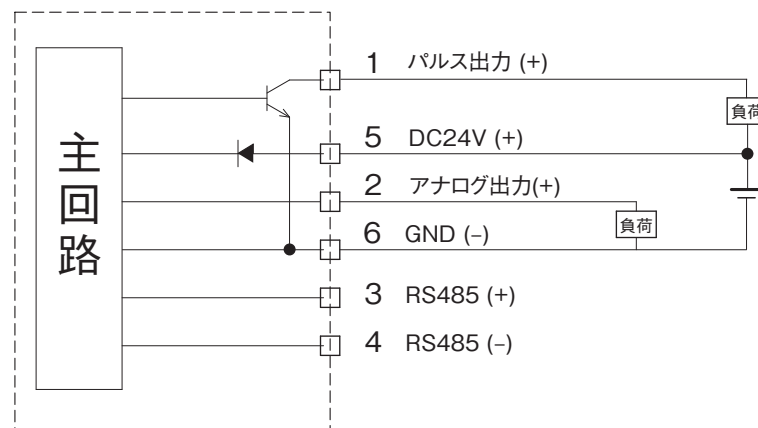 主回路
1 パルス出力 (+)
負荷
5 DC24V (+)
2 アナログ出力(+)
負荷
6 GND (−)
3 RS485 (+)
4 RS485 (−)